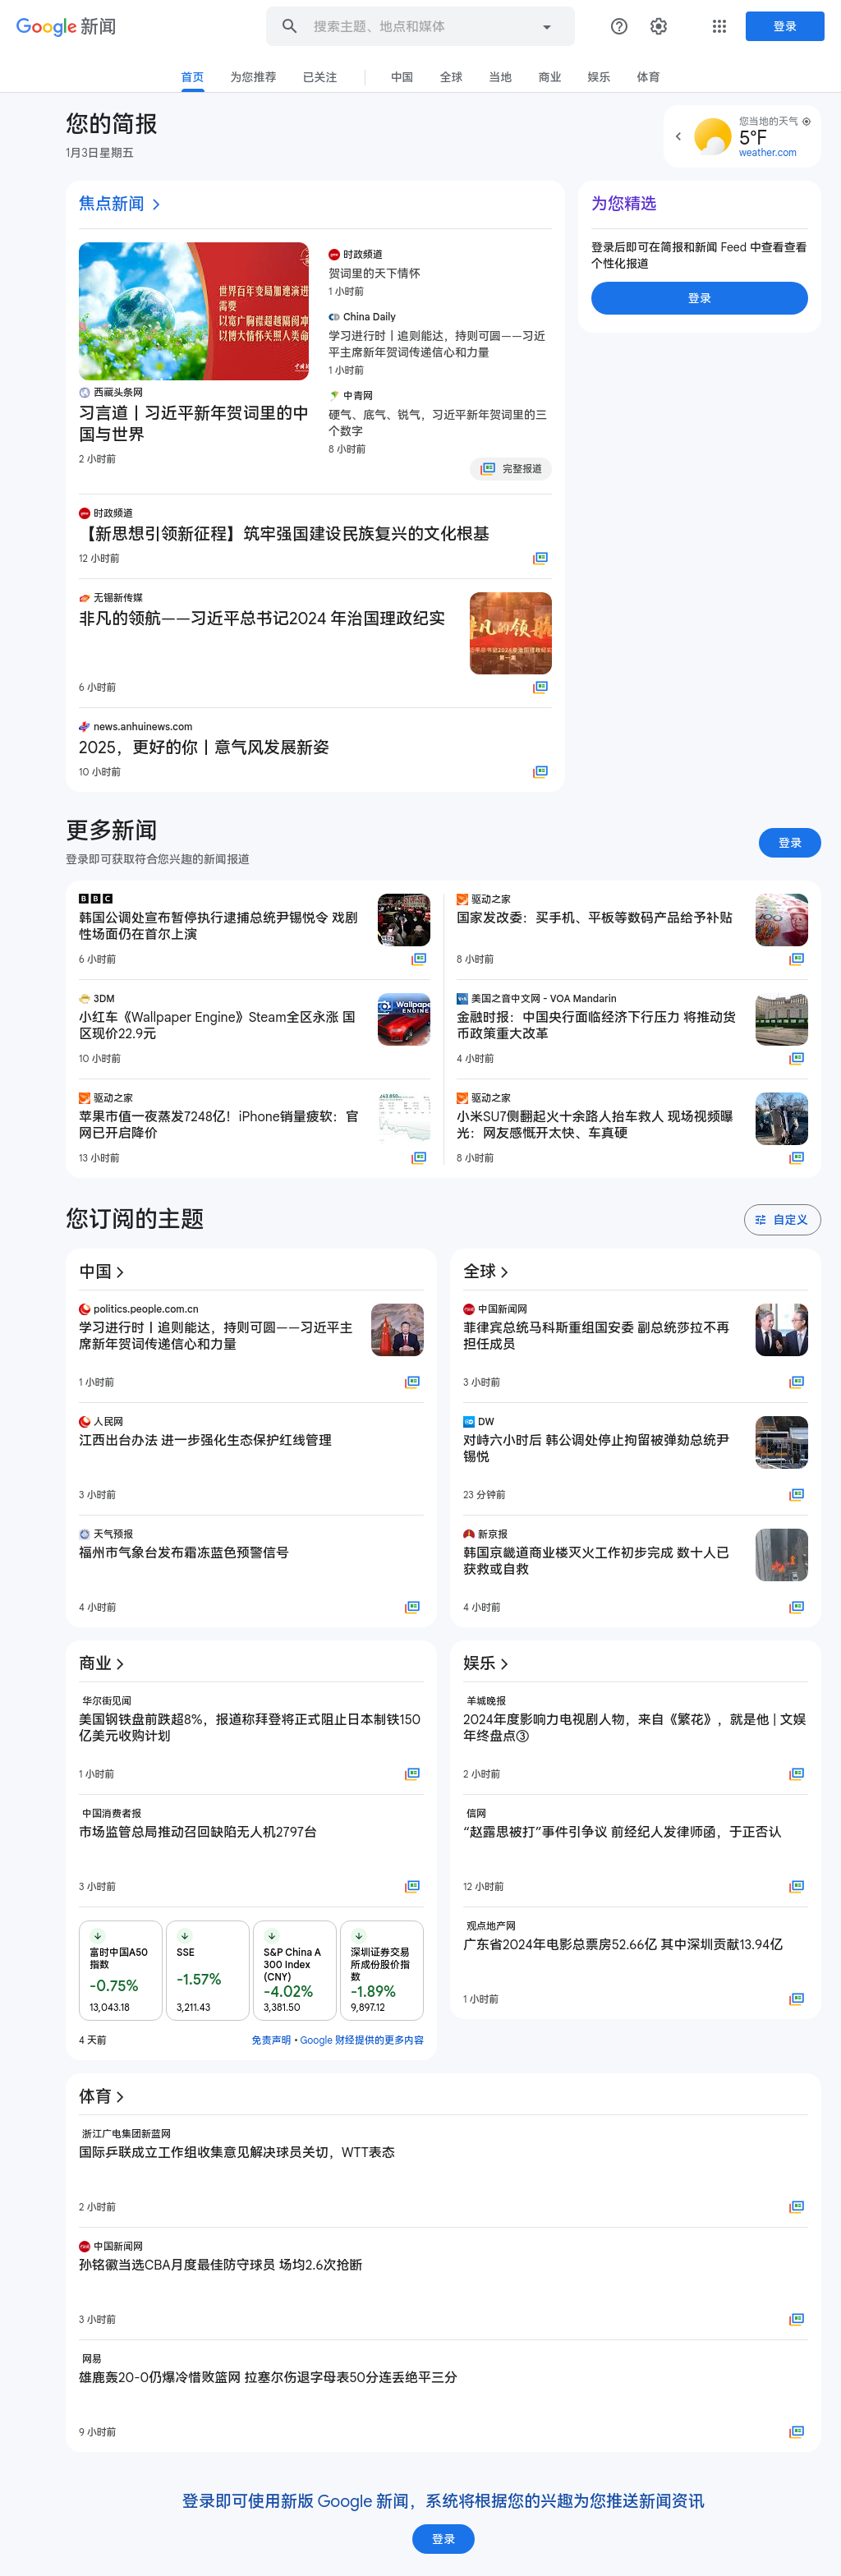 Google 新闻
搜索主题、地点和媒体
登录
首页
为您推荐
已关注
中国
全球
当地
商业
娱乐
体育
您的简报
1月3日星期五
您当地的天气
5°F
weather.com
焦点新闻
世界百年变局加速演进
需要
以宽广胸襟超越隔阂冲
以博大情怀关照人类命
西藏头条网
习言道丨习近平新年贺词里的中
国与世界
2 小时前
时政频道
贺词里的天下情怀
1 小时前
China Daily
学习进行时丨追则能达，持则可圆——习近
平主席新年贺词传递信心和力量
1 小时前
中青网
硬气、底气、锐气，习近平新年贺词里的三
个数字
8 小时前
完整报道
时政频道
【新思想引领新征程】筑牢强国建设民族复兴的文化根基
12 小时前
无锡新传媒
非凡的领航——习近平总书记2024 年治国理政纪实
6 小时前
news.anhuinews.com
2025，更好的你丨意气风发展新姿
10 小时前
为您精选
登录后即可在简报和新闻 Feed 中查看查看
个性化报道
登录
更多新闻
登录即可获取符合您兴趣的新闻报道
登录
BBC
韩国公调处宣布暂停执行逮捕总统尹锡悦令 戏剧
性场面仍在首尔上演
6 小时前
3DM
小红车《Wallpaper Engine》Steam全区永涨 国
区现价22.9元
10 小时前
驱动之家
苹果市值一夜蒸发7248亿！iPhone销量疲软：官
网已开启降价
13 小时前
驱动之家
国家发改委：买手机、平板等数码产品给予补贴
8 小时前
美国之音中文网 - VOA Mandarin
金融时报：中国央行面临经济下行压力 将推动货
币政策重大改革
4 小时前
驱动之家
小米SU7侧翻起火十余路人抬车救人 现场视频曝
光：网友感慨开太快、车真硬
8 小时前
您订阅的主题
自定义
中国
politics.people.com.cn
学习进行时丨追则能达，持则可圆——习近平主
席新年贺词传递信心和力量
1 小时前
人民网
江西出台办法 进一步强化生态保护红线管理
3 小时前
天气预报
福州市气象台发布霜冻蓝色预警信号
4 小时前
全球
中国新闻网
菲律宾总统马科斯重组国安委 副总统莎拉不再
担任成员
3 小时前
DW
对峙六小时后 韩公调处停止拘留被弹劾总统尹
锡悦
23 分钟前
新京报
韩国京畿道商业楼灭火工作初步完成 数十人已
获救或自救
4 小时前
商业
华尔街见闻
美国钢铁盘前跌超8%，报道称拜登将正式阻止日本制铁150
亿美元收购计划
1 小时前
中国消费者报
市场监管总局推动召回缺陷无人机2797台
3 小时前
富时中国A50
指数
-0.75%
13,043.18
SSE
-1.57%
3,211.43
S&P China A
300 Index
(CNY)
-4.02%
3,381.50
深圳证券交易
所成份股价指
数
-1.89%
9,897.12
4 天前
免责声明 • Google 财经提供的更多内容
娱乐
羊城晚报
2024年度影响力电视剧人物，来自《繁花》，就是他 | 文娱
年终盘点③
2 小时前
信网
“赵露思被打”事件引争议 前经纪人发律师函，于正否认
12 小时前
观点地产网
广东省2024年电影总票房52.66亿 其中深圳贡献13.94亿
1 小时前
体育
浙江广电集团新蓝网
国际乒联成立工作组收集意见解决球员关切，WTT表态
2 小时前
中国新闻网
孙铭徽当选CBA月度最佳防守球员 场均2.6次抢断
3 小时前
网易
雄鹿轰20-0仍爆冷惜败篮网 拉塞尔伤退字母表50分连丢绝平三分
9 小时前
登录即可使用新版 Google 新闻，系统将根据您的兴趣为您推送新闻资讯
登录